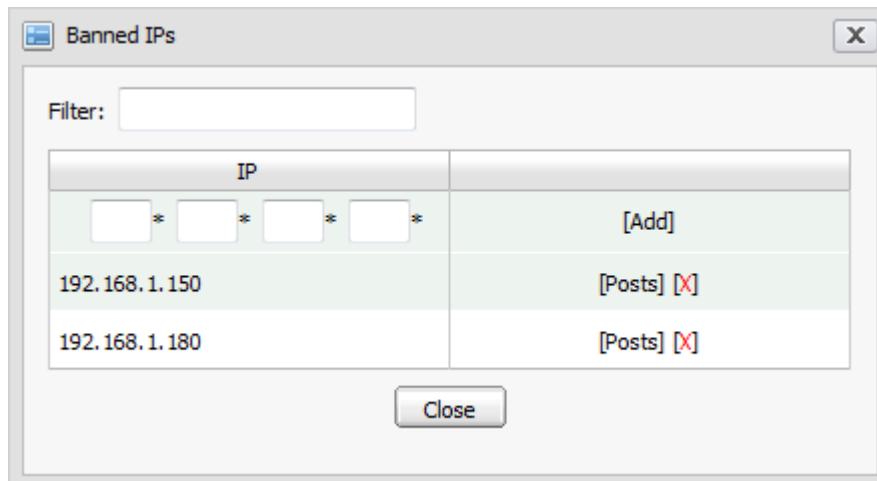 Banned IPs X
Filter:
IP
* * * * [Add]
192.168.1.150 [Posts] [X]
192.168.1.180 [Posts] [X]
Close